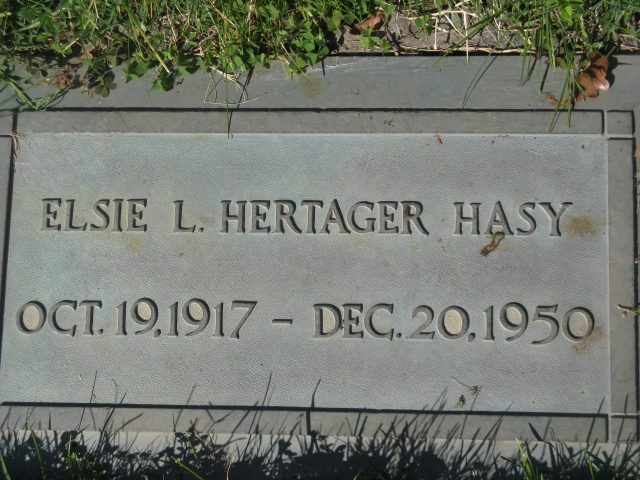 ELSIE L. HERTAGER HASY
OCT. 19, 1917 - DEC. 20, 1950